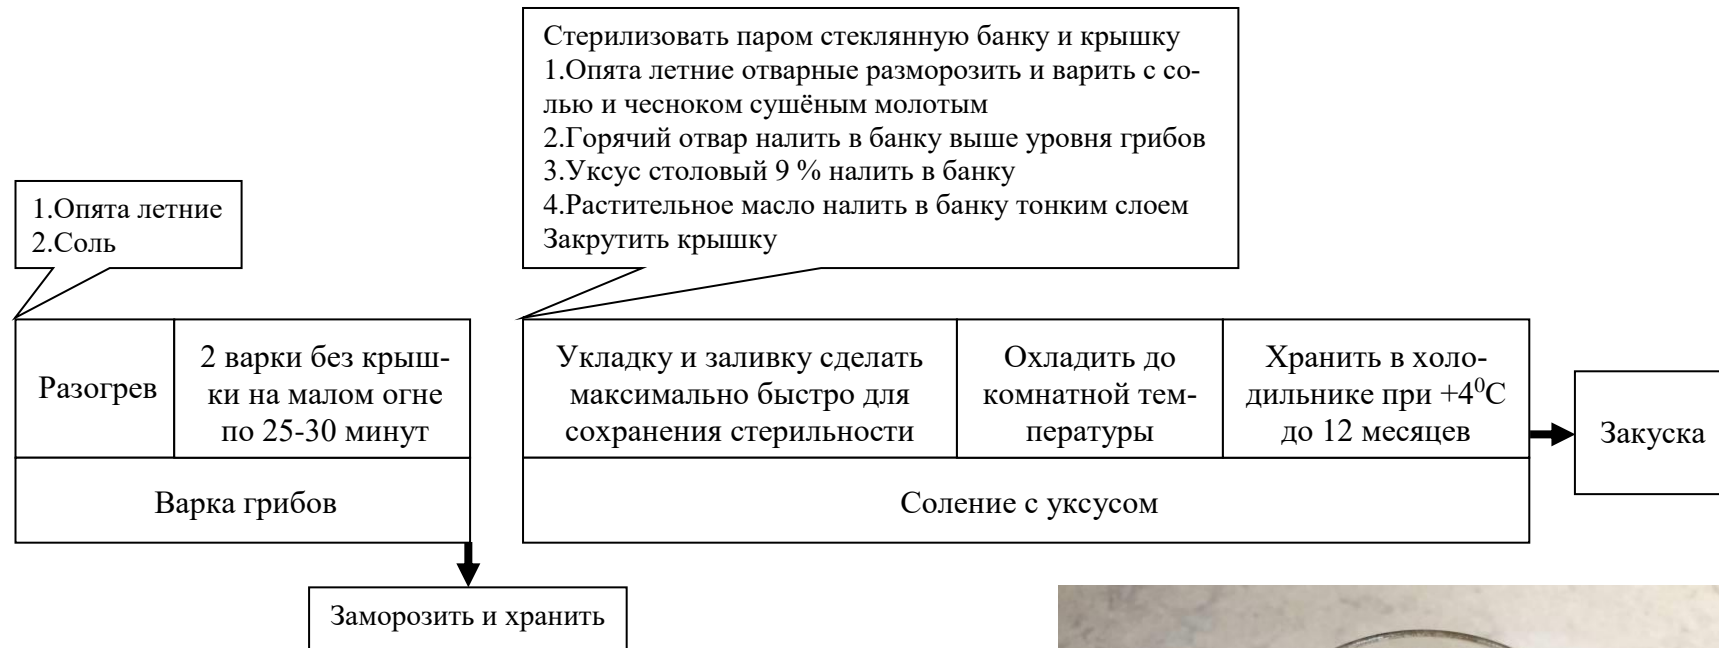 Стерилизовать паром стеклянную банку и крышку
1.Опята летние отварные разморозить и варить с со-
лью и чесноком сушёным молотым
2.Горячий отвар налить в банку выше уровня грибов
3.Уксус столовый 9 % налить в банку
4.Растительное масло налить в банку тонким слоем
Закрутить крышку
1.Опята летние
2.Соль
Разогрев
2 варки без крыш-
ки на малом огне
по 25-30 минут
Варка грибов
Укладку и заливку сделать
максимально быстро для
сохранения стерильности
Охладить до
комнатной тем-
пературы
Хранить в холо-
дильнике при +4⁰С
до 12 месяцев
Соление с уксусом
Закуска
Заморозить и хранить